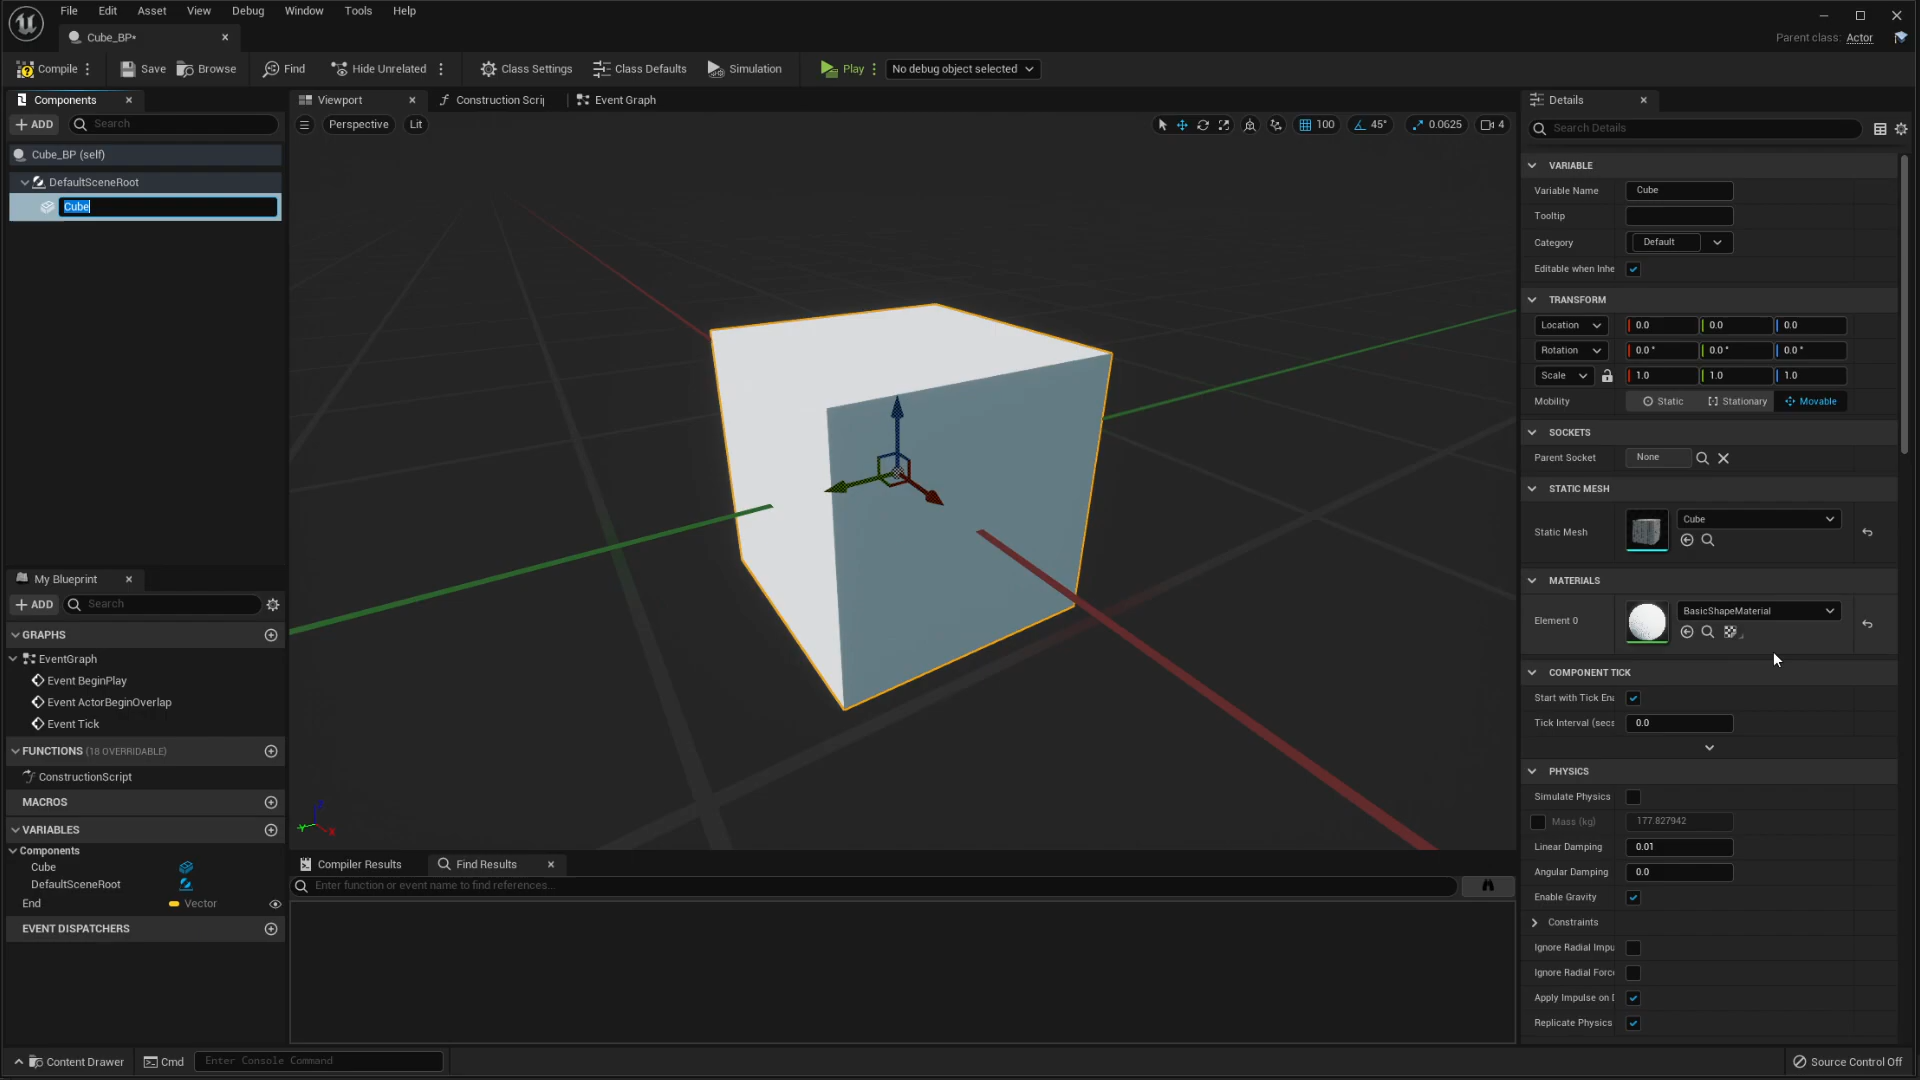 File Edit Asset View Debug Window Tools Help
Cube_BP*
Parent class: Actor
Compile Save Browse Find Hide Unrelated Class Settings Class Defaults Simulation Play No debug object selected
Components
ADD Search
Cube_BP (self)
DefaultSceneRoot
Cube
My Blueprint
ADD Search
GRAPHS
EventGraph
Event BeginPlay
Event ActorBeginOverlap
Event Tick
FUNCTIONS (18 OVERRIDABLE)
ConstructionScript
MACROS
VARIABLES
Components
Cube
DefaultSceneRoot
End Vector
EVENT DISPATCHERS
Viewport Construction Scrip Event Graph
Perspective Lit 100 45° 0.0625 4
Z
Y X
Compiler Results Find Results
Enter function or event name to find references...
Details
Search Details
VARIABLE
Variable Name Cube
Tooltip
Category Default
Editable when Inhe
TRANSFORM
Location 0.0 0.0 0.0
Rotation 0.0 ° 0.0 ° 0.0 °
Scale 1.0 1.0 1.0
Mobility Static Stationary Movable
SOCKETS
Parent Socket None
STATIC MESH
Static Mesh Cube
MATERIALS
Element 0 BasicShapeMaterial
COMPONENT TICK
Start with Tick Ena
Tick Interval (secs 0.0
PHYSICS
Simulate Physics
Mass (kg) 177.827942
Linear Damping 0.01
Angular Damping 0.0
Enable Gravity
Constraints
Ignore Radial Impu
Ignore Radial Forc
Apply Impulse on D
Replicate Physics
Content Drawer Cmd Enter Console Command Source Control Off